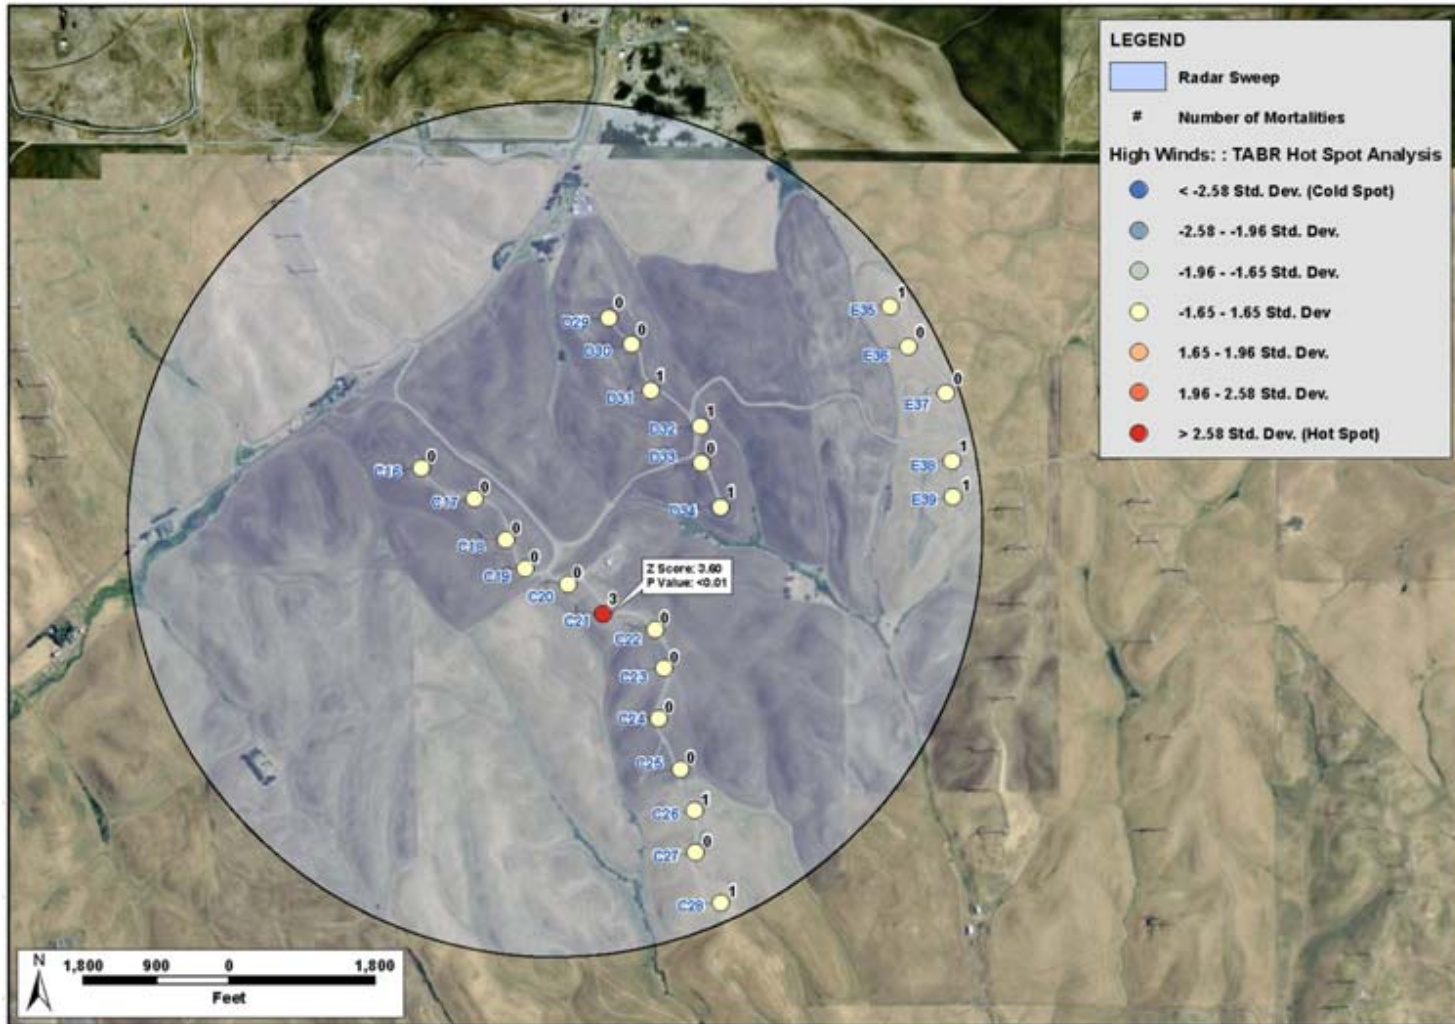 LEGEND
Radar Sweep
# Number of Mortalities
High Winds: : TABR Hot Spot Analysis
< -2.58 Std. Dev. (Cold Spot)
-2.58 - -1.96 Std. Dev.
-1.96 - -1.65 Std. Dev.
-1.65 - 1.65 Std. Dev
1.65 - 1.96 Std. Dev.
1.96 - 2.58 Std. Dev.
> 2.58 Std. Dev. (Hot Spot)
E35 1
D29 0
D30 0
E36 0
D31 1
E37 0
D32 1
D33 0
E38 1
C16 0
C17 0
E39 1
D34 1
C18 0
C19 0
C20 0
Z Score: 3.60
P Value: <0.01
C21 3
C22 0
C23 0
C24 0
C25 0
C26 1
C27 0
C28 1
N
1,800 900 0 1,800
Feet